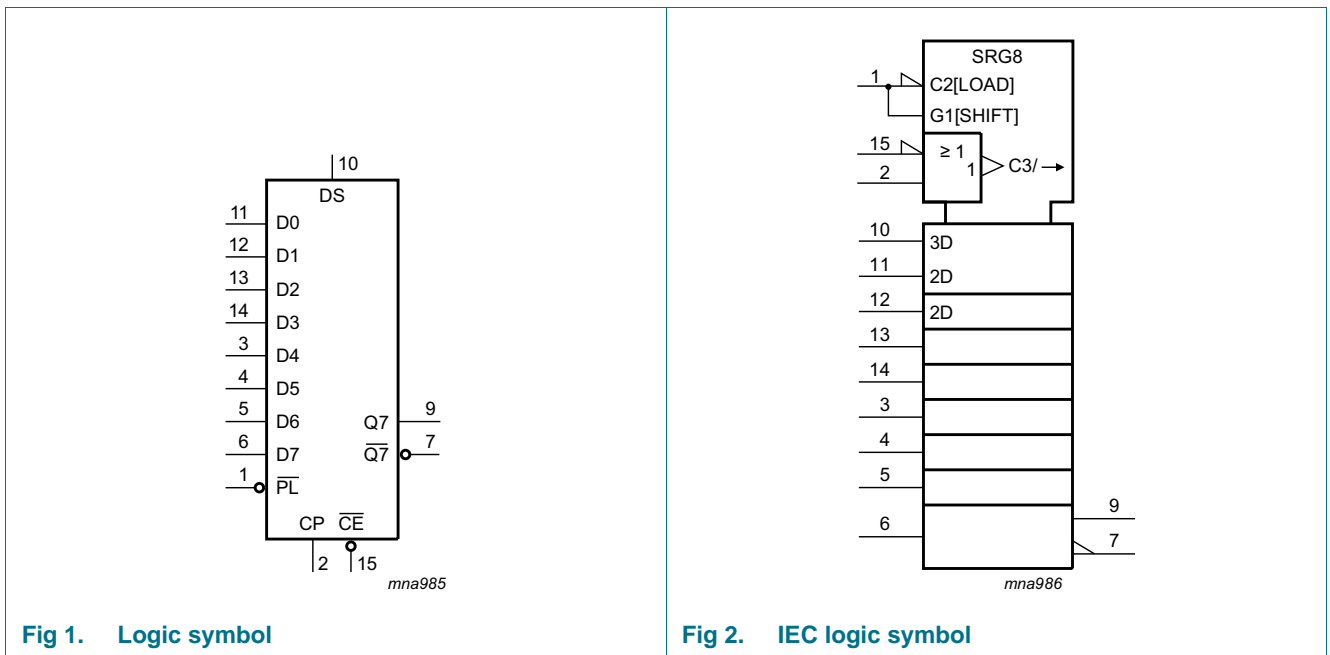 10
DS
11 D0
12 D1
13 D2
14 D3
3 D4
4 D5
5 D6 Q7 9
6 D7 Q7 7
1 PL
CP CE
2 15
mna985
Fig 1. Logic symbol
SRG8
1 C2[LOAD]
G1[SHIFT]
15 ≥ 1
2 1 C3/ →
10 3D
11 2D
12 2D
13
14
3
4
5
6
9
7
mna986
Fig 2. IEC logic symbol